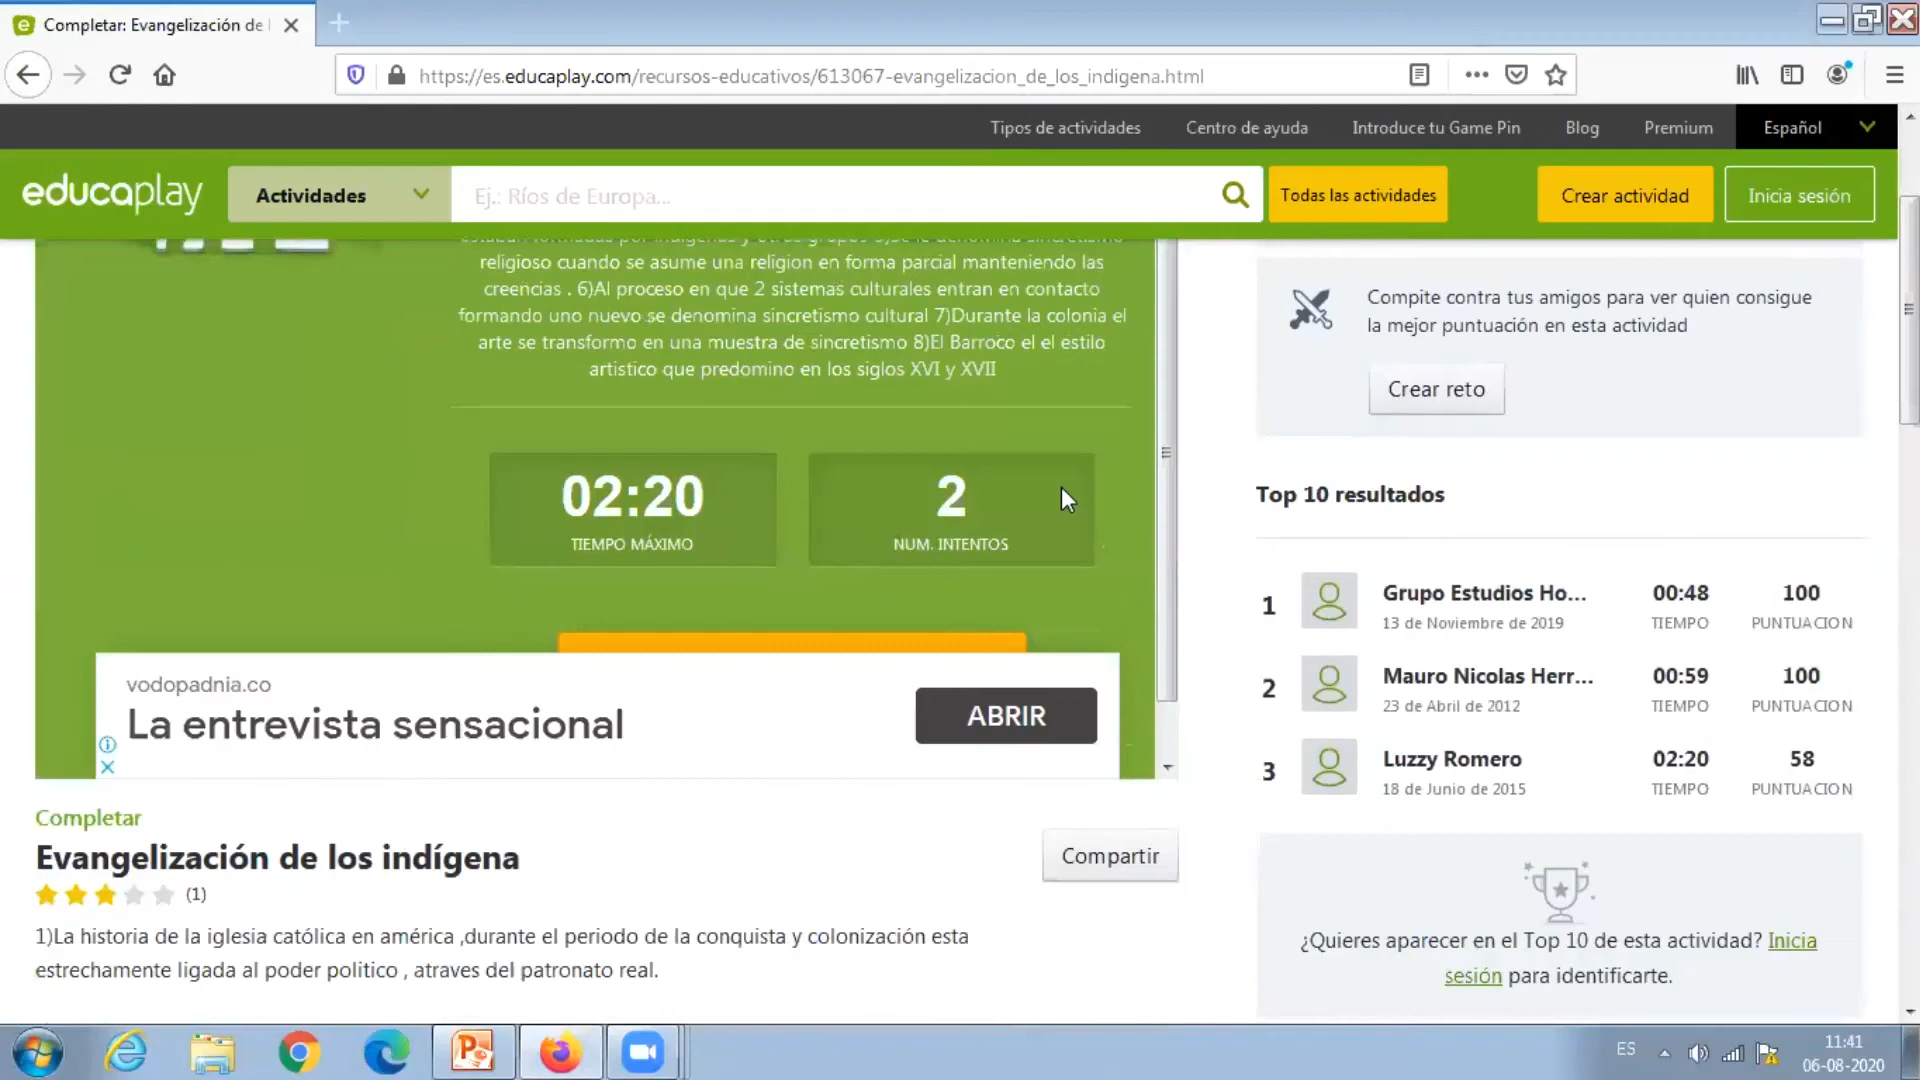 Completar: Evangelización de l
https://es.educaplay.com/recursos-educativos/613067-evangelizacion_de_los_indigena.html
Tipos de actividades
Centro de ayuda
Introduce tu Game Pin
Blog
Premium
Español
educaplay
Actividades
Ej.: Ríos de Europa...
Todas las actividades
Crear actividad
Inicia sesión
religioso cuando se asume una religion en forma parcial manteniendo las
creencias . 6)Al proceso en que 2 sistemas culturales entran en contacto
formando uno nuevo se denomina sincretismo cultural 7)Durante la colonia el
arte se transformo en una muestra de sincretismo 8)El Barroco el el estilo
artistico que predomino en los siglos XVI y XVII
02:20
TIEMPO MÁXIMO
2
NUM. INTENTOS
vodopadnia.co
La entrevista sensacional
ABRIR
Completar
Evangelización de los indígena
(1)
Compartir
1)La historia de la iglesia católica en américa ,durante el periodo de la conquista y colonización esta
estrechamente ligada al poder politico , atraves del patronato real.
Compite contra tus amigos para ver quien consigue
la mejor puntuación en esta actividad
Crear reto
Top 10 resultados
1
Grupo Estudios Ho...
00:48
100
13 de Noviembre de 2019
TIEMPO
PUNTUACION
2
Mauro Nicolas Herr...
00:59
100
23 de Abril de 2012
TIEMPO
PUNTUACION
3
Luzzy Romero
02:20
58
18 de Junio de 2015
TIEMPO
PUNTUACION
¿Quieres aparecer en el Top 10 de esta actividad? Inicia
sesión para identificarte.
ES
11:41
06-08-2020